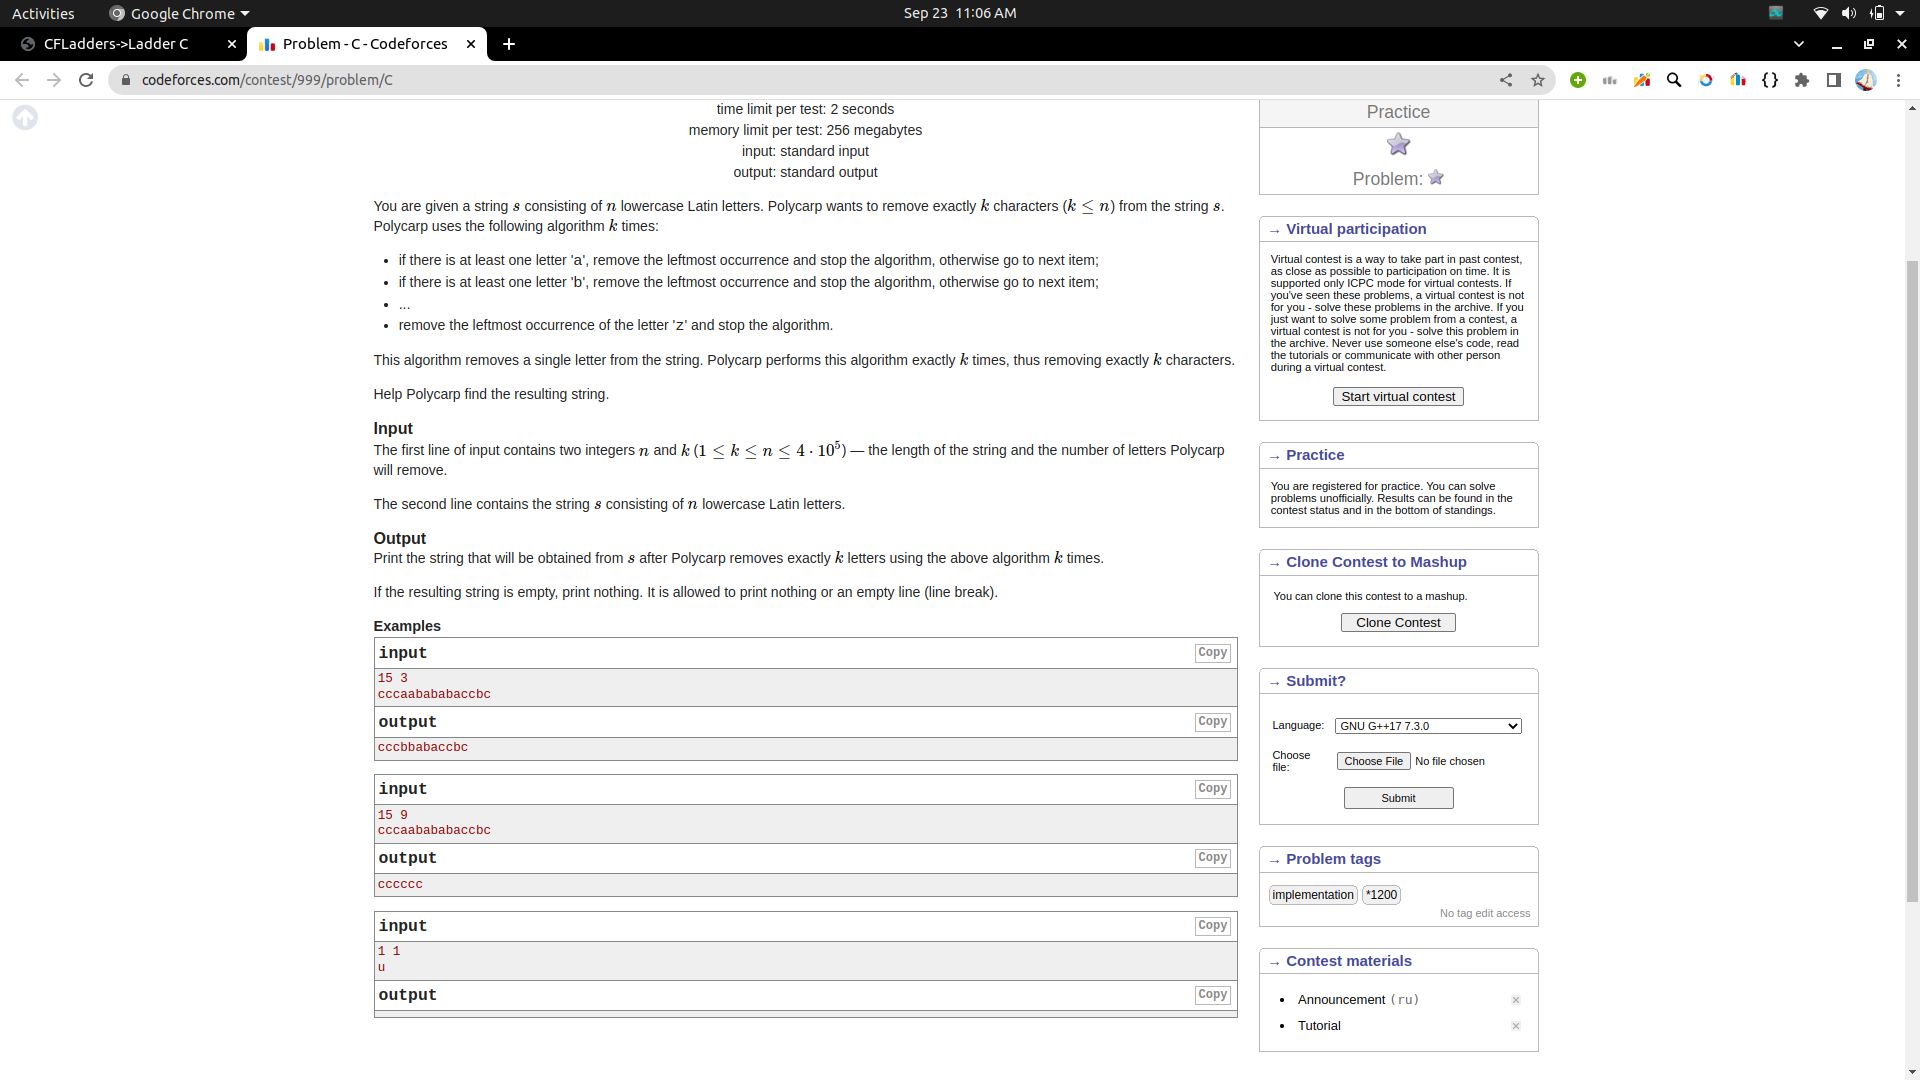 Activities
Google Chrome
Sep 23 11:06 AM
CFLadders->Ladder C
Problem - C - Codeforces
codeforces.com/contest/999/problem/C
time limit per test: 2 seconds
memory limit per test: 256 megabytes
input: standard input
output: standard output
You are given a string s consisting of n lowercase Latin letters. Polycarp wants to remove exactly k characters (k ≤ n) from the string s.
Polycarp uses the following algorithm k times:
• if there is at least one letter 'a', remove the leftmost occurrence and stop the algorithm, otherwise go to next item;
• if there is at least one letter 'b', remove the leftmost occurrence and stop the algorithm, otherwise go to next item;
• ...
• remove the leftmost occurrence of the letter 'z' and stop the algorithm.
This algorithm removes a single letter from the string. Polycarp performs this algorithm exactly k times, thus removing exactly k characters.
Help Polycarp find the resulting string.
Input
The first line of input contains two integers n and k (1 ≤ k ≤ n ≤ 4 · 10⁵) — the length of the string and the number of letters Polycarp
will remove.
The second line contains the string s consisting of n lowercase Latin letters.
Output
Print the string that will be obtained from s after Polycarp removes exactly k letters using the above algorithm k times.
If the resulting string is empty, print nothing. It is allowed to print nothing or an empty line (line break).
Examples
input
Copy
15 3
cccaabababaccbc
output
Copy
cccbbabaccbc
input
Copy
15 9
cccaabababaccbc
output
Copy
cccccc
input
Copy
1 1
u
output
Copy
Practice
Problem:
→ Virtual participation
Virtual contest is a way to take part in past contest,
as close as possible to participation on time. It is
supported only ICPC mode for virtual contests. If
you've seen these problems, a virtual contest is not
for you - solve these problems in the archive. If you
just want to solve some problem from a contest, a
virtual contest is not for you - solve this problem in
the archive. Never use someone else's code, read
the tutorials or communicate with other person
during a virtual contest.
Start virtual contest
→ Practice
You are registered for practice. You can solve
problems unofficially. Results can be found in the
contest status and in the bottom of standings.
→ Clone Contest to Mashup
You can clone this contest to a mashup.
Clone Contest
→ Submit?
Language: GNU G++17 7.3.0
Choose
file:
Choose File No file chosen
Submit
→ Problem tags
implementation *1200
No tag edit access
→ Contest materials
• Announcement (ru)
• Tutorial